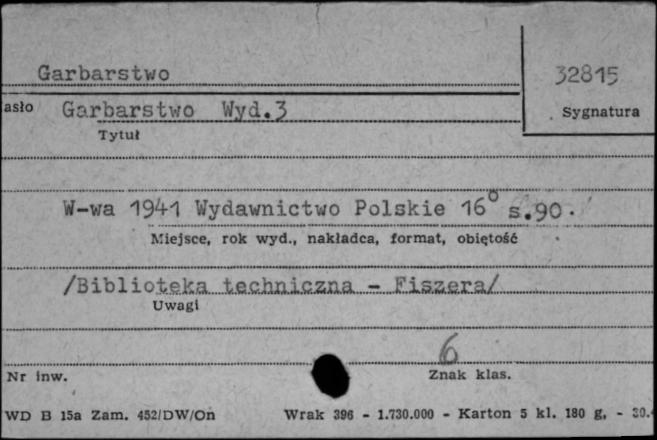 Garbarstwo
32815
asło Garbarstwo Wyd.3
Sygnatura
Tytuł
W-wa 1941 Wydawnictwo Polskie 16° s.90.
Miejsce, rok wyd., nakładca, format, objętość
/Biblioteka techniczna - Fiszera/
Uwagi
6
Nr inw.
Znak klas.
WD B 15a Zam. 452/DW/On Wrak 396 - 1.730.000 - Karton 5 kl. 180 g, - 30.